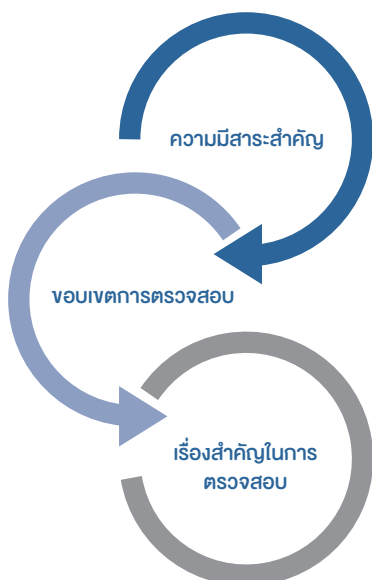 ความมีสาระสำคัญ
ขอบเขตการตรวจสอบ
เรื่องสำคัญในการ
ตรวจสอบ